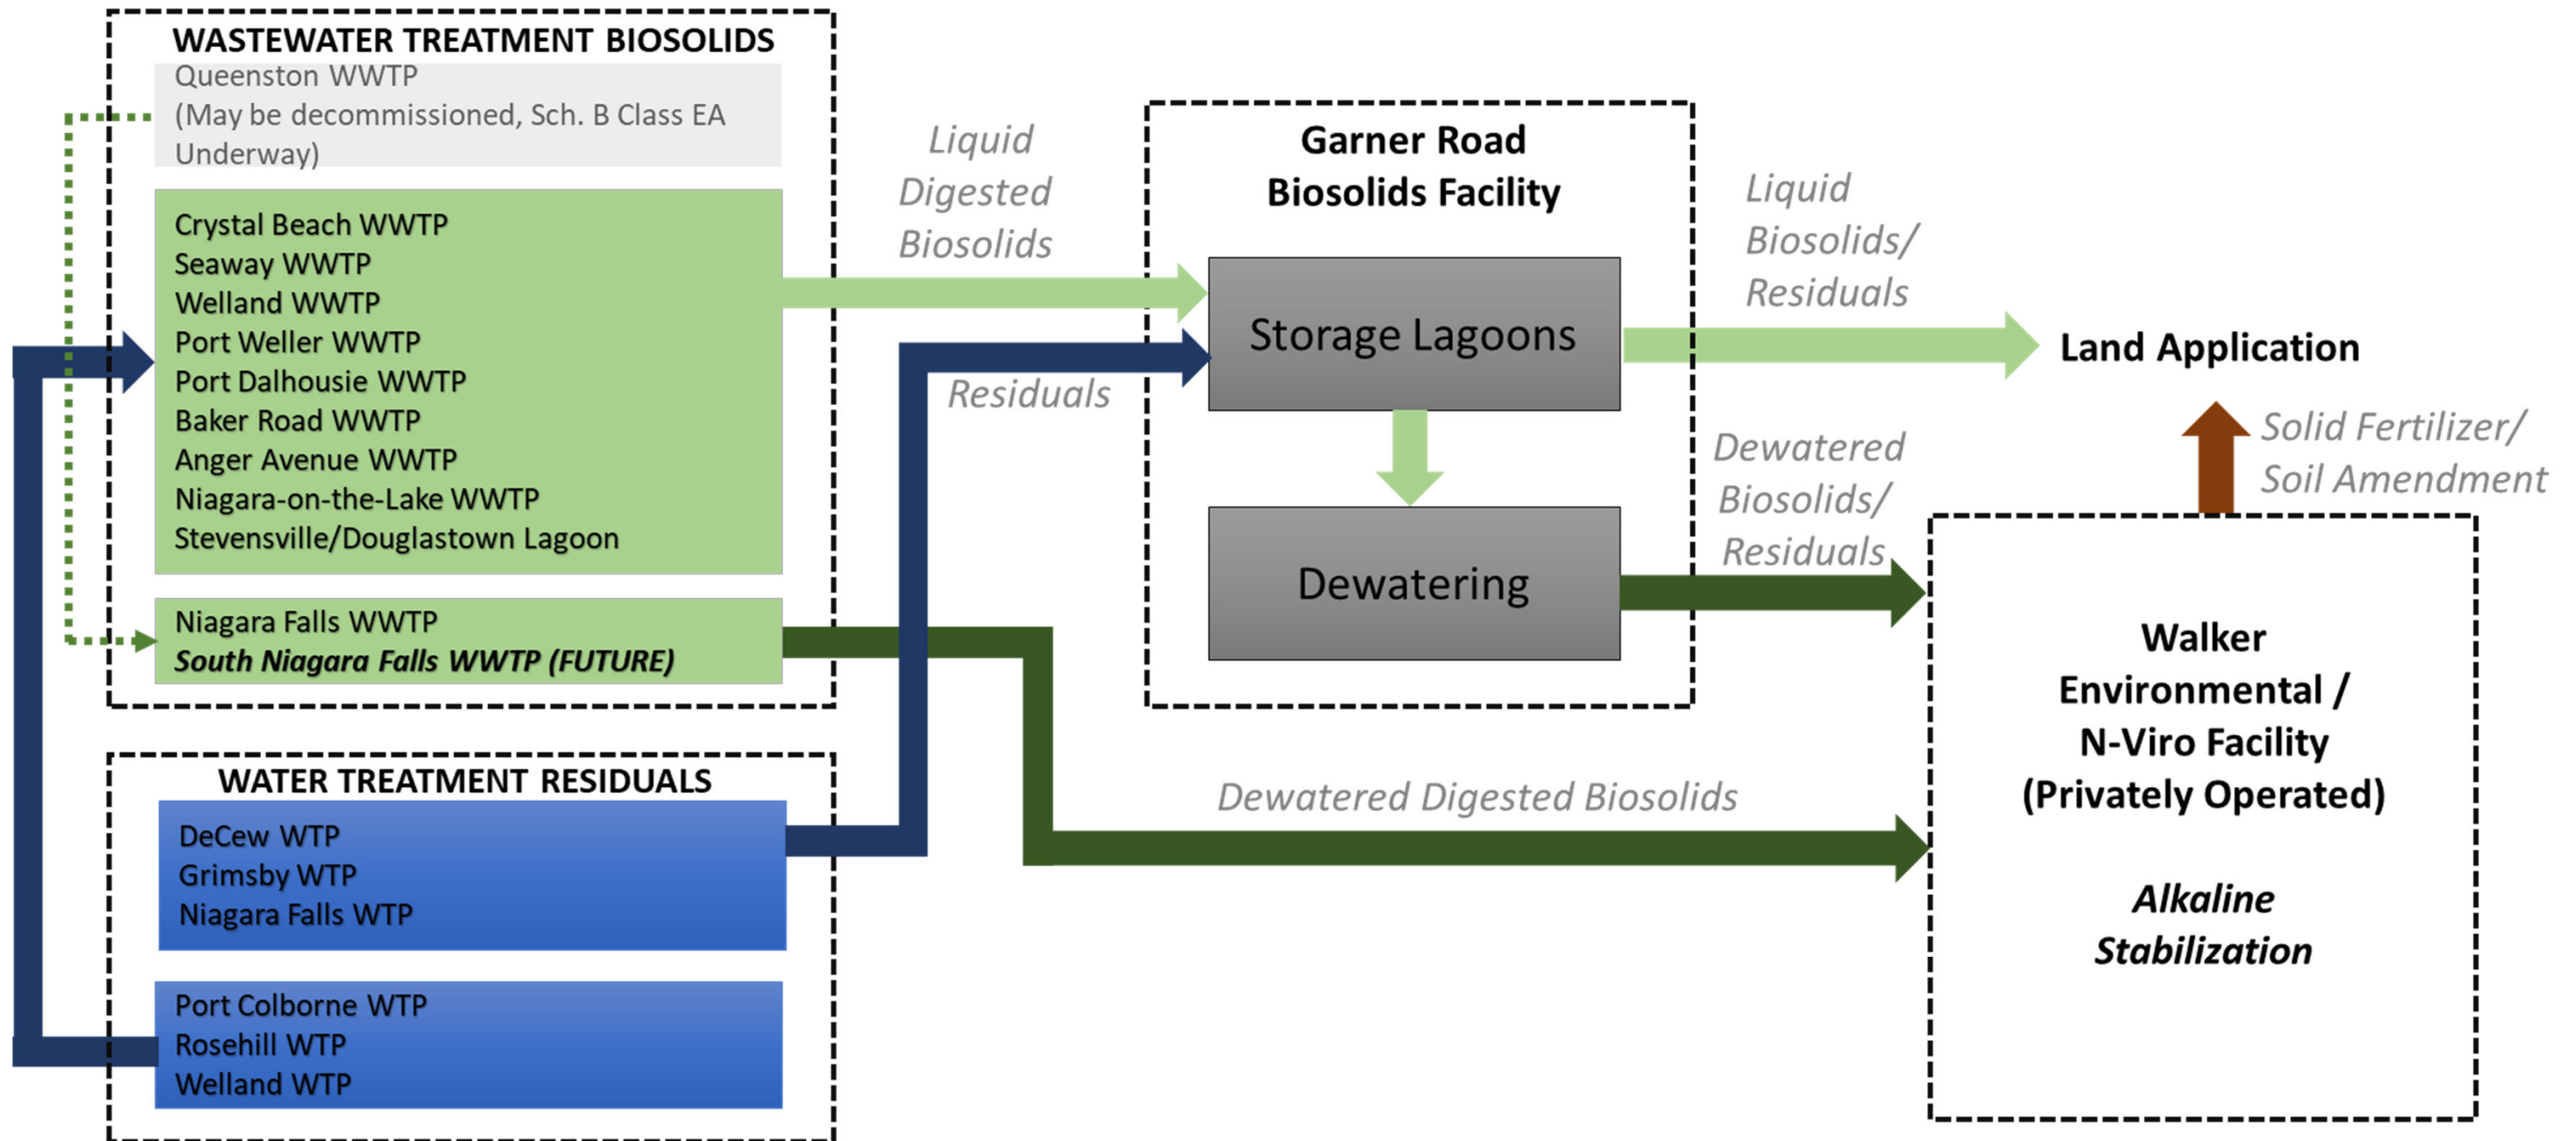 WASTEWATER TREATMENT BIOSOLIDS
Queenston WWTP
(May be decommissioned, Sch. B Class EA
Underway)
Crystal Beach WWTP
Seaway WWTP
Welland WWTP
Port Weller WWTP
Port Dalhousie WWTP
Baker Road WWTP
Anger Avenue WWTP
Niagara-on-the-Lake WWTP
Stevensville/Douglastown Lagoon
Niagara Falls WWTP
South Niagara Falls WWTP (FUTURE)
WATER TREATMENT RESIDUALS
DeCew WTP
Grimsby WTP
Niagara Falls WTP
Port Colborne WTP
Rosehill WTP
Welland WTP
Liquid
Digested
Biosolids
Residuals
Garner Road
Biosolids Facility
Storage Lagoons
Dewatering
Liquid
Biosolids/
Residuals
Dewatered
Biosolids/
Residuals
Dewatered Digested Biosolids
Land Application
Solid Fertilizer/
Soil Amendment
Walker
Environmental /
N-Viro Facility
(Privately Operated)
Alkaline
Stabilization